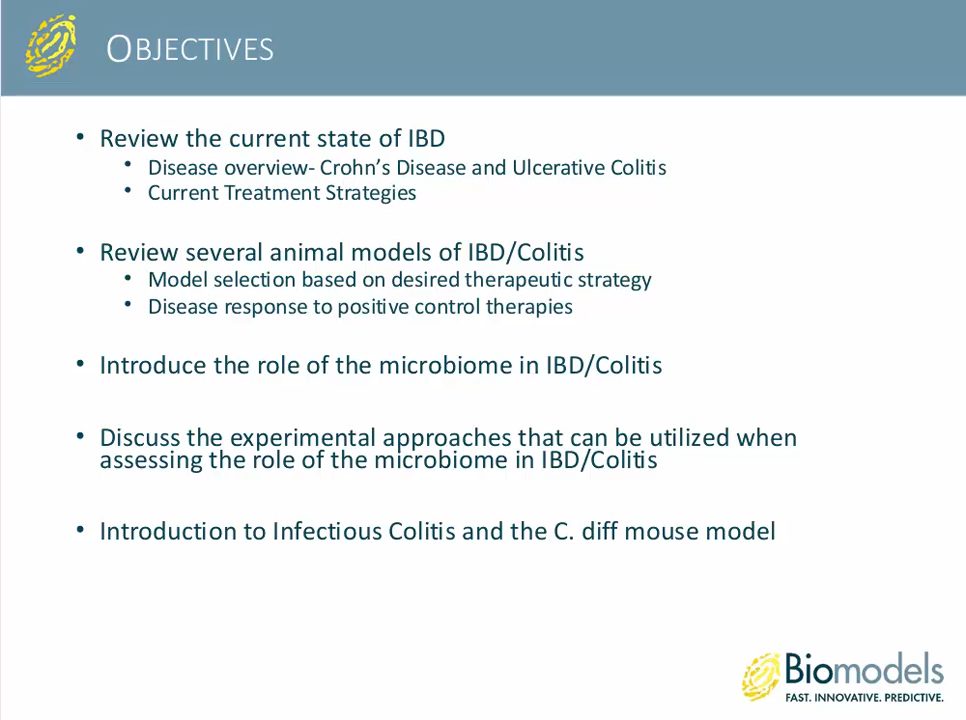 OBJECTIVES
• Review the current state of IBD
• Disease overview- Crohn’s Disease and Ulcerative Colitis
• Current Treatment Strategies
• Review several animal models of IBD/Colitis
• Model selection based on desired therapeutic strategy
• Disease response to positive control therapies
• Introduce the role of the microbiome in IBD/Colitis
• Discuss the experimental approaches that can be utilized when
assessing the role of the microbiome in IBD/Colitis
• Introduction to Infectious Colitis and the C. diff mouse model
Biomodels
FAST. INNOVATIVE. PREDICTIVE.